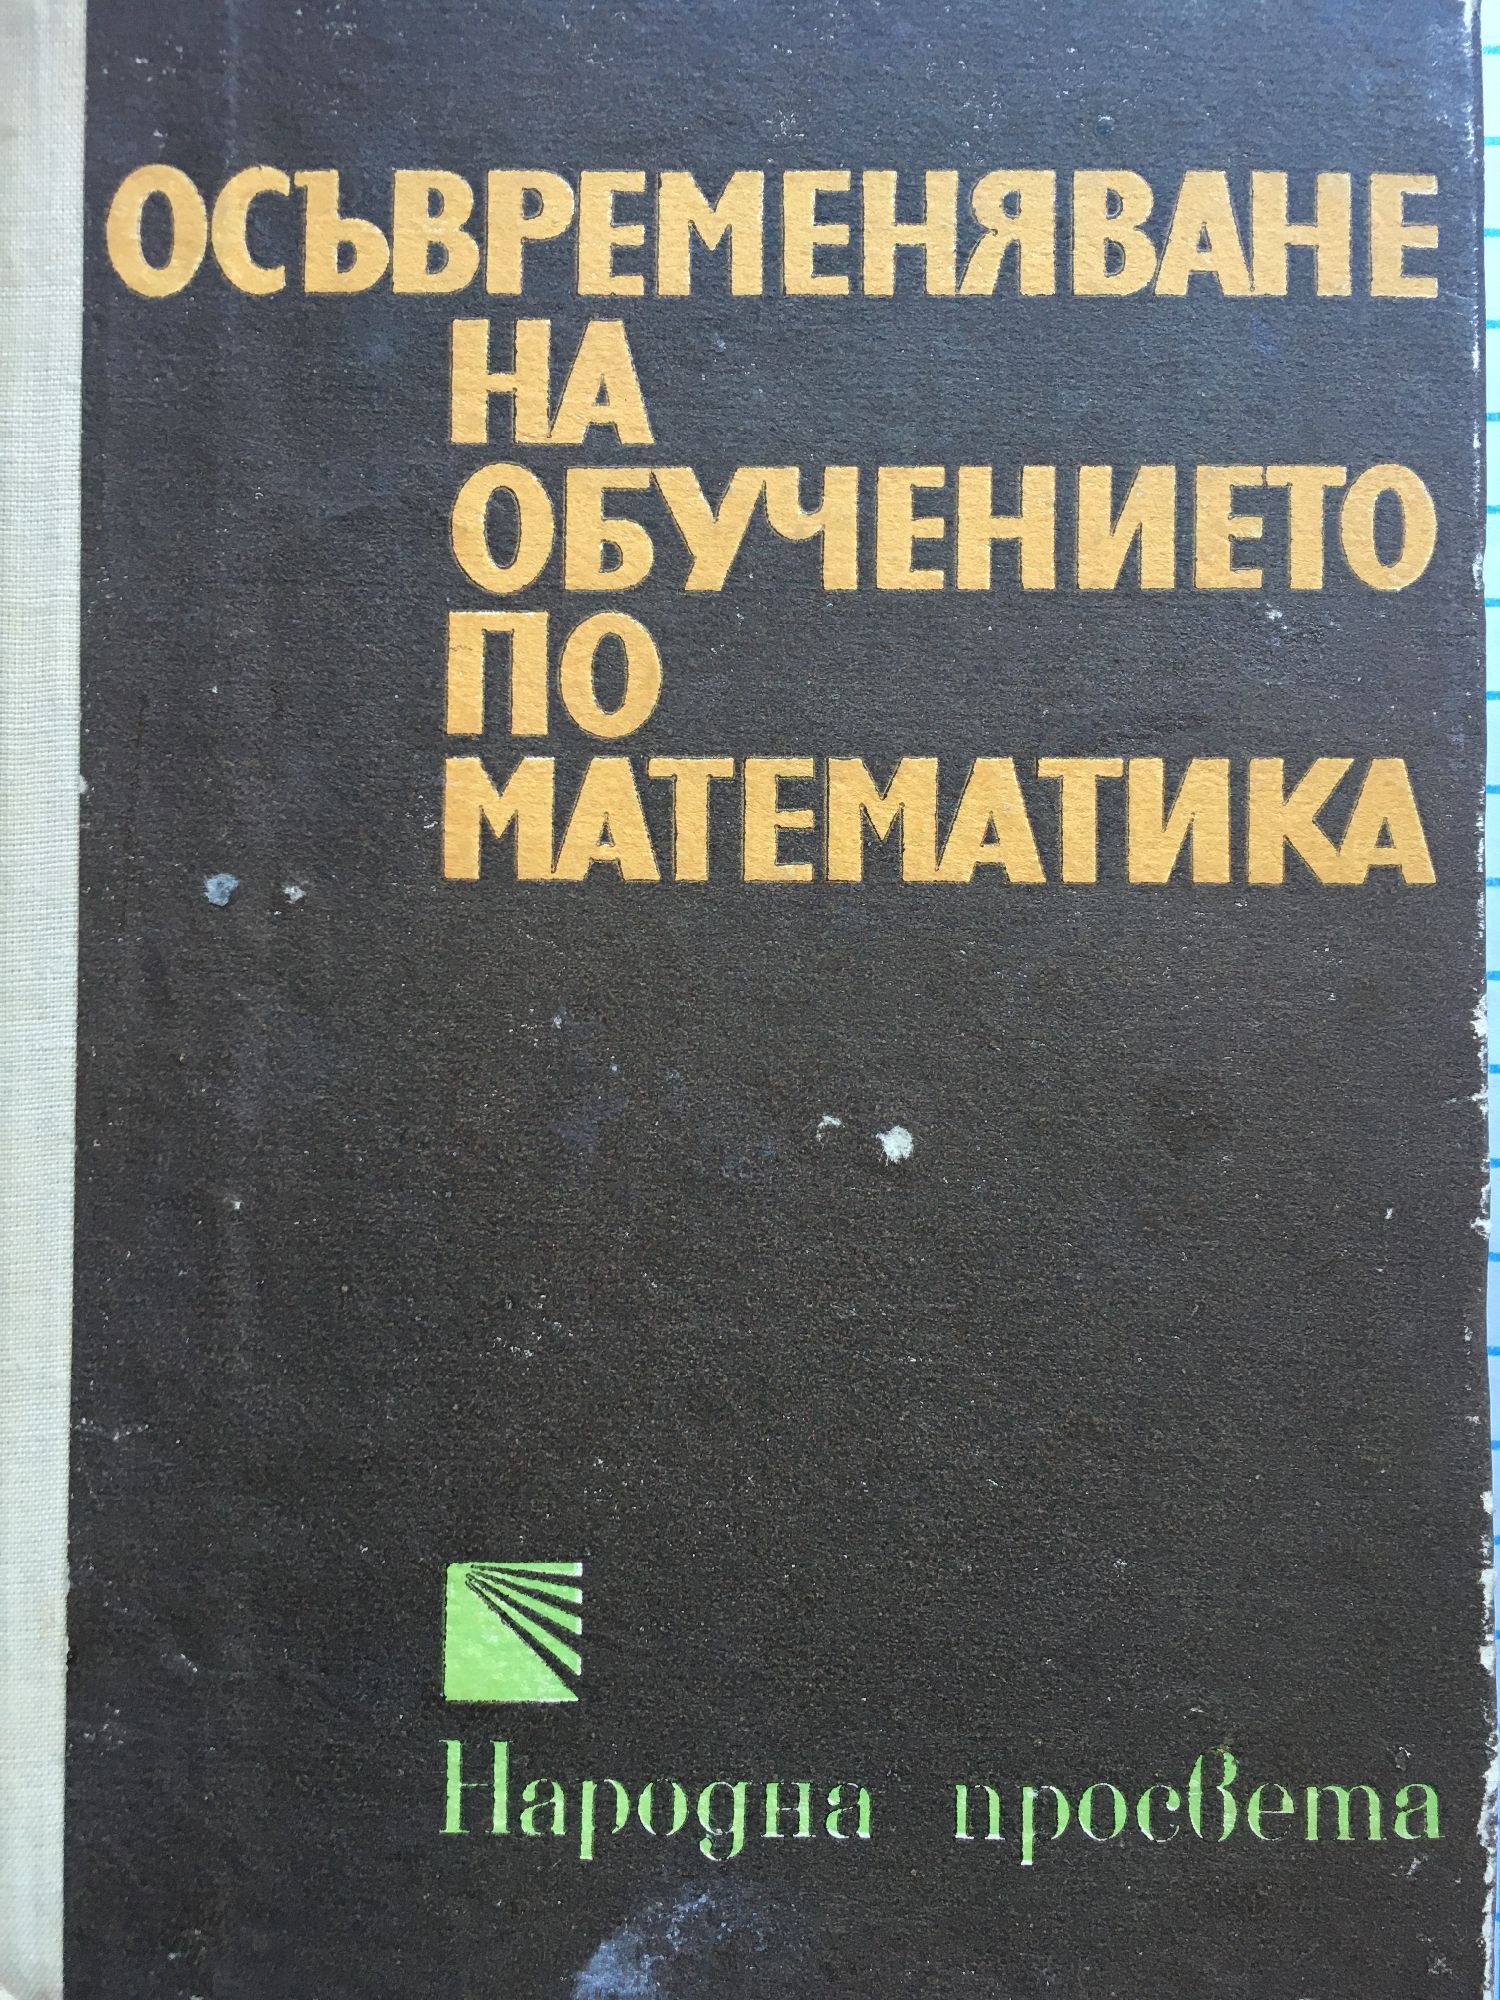 ОСЪВРЕМЕНЯВАНЕ
НА
ОБУЧЕНИЕТО
ПО
МАТЕМАТИКА
Народна просвета